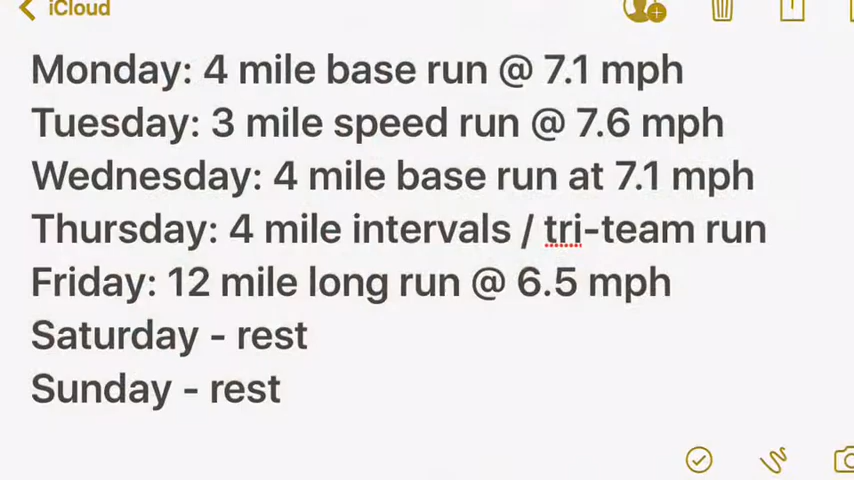 iCloud
Monday: 4 mile base run @ 7.1 mph
Tuesday: 3 mile speed run @ 7.6 mph
Wednesday: 4 mile base run at 7.1 mph
Thursday: 4 mile intervals / tri-team run
Friday: 12 mile long run @ 6.5 mph
Saturday - rest
Sunday - rest